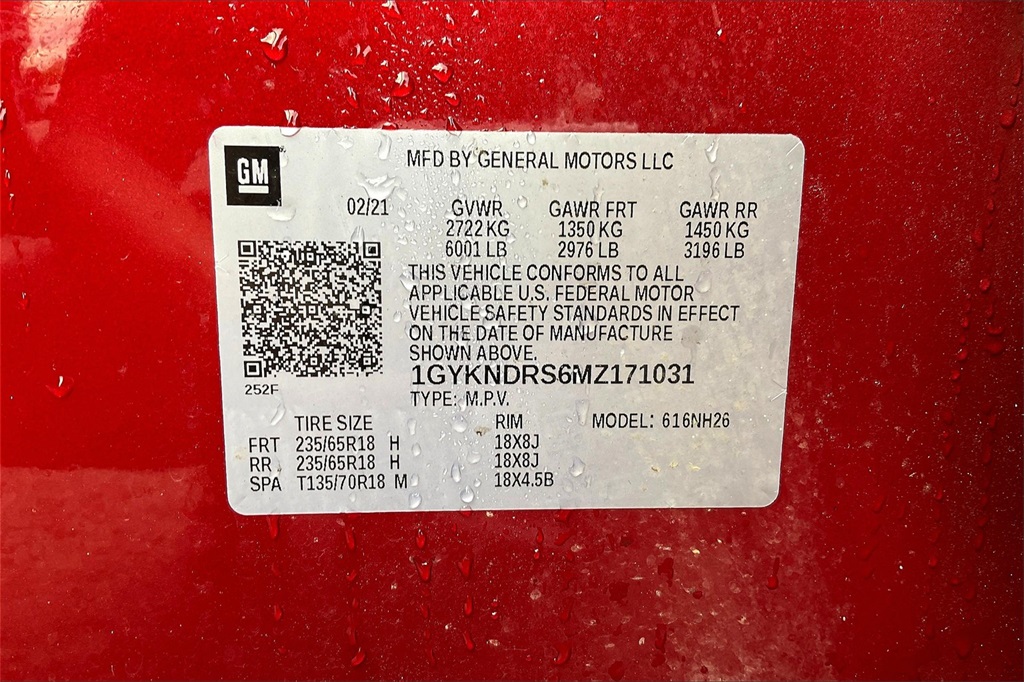 GM
MFD BY GENERAL MOTORS LLC
02/21 GVWR GAWR FRT GAWR RR
2722 KG 1350 KG 1450 KG
6001 LB 2976 LB 3196 LB
THIS VEHICLE CONFORMS TO ALL
APPLICABLE U.S. FEDERAL MOTOR
VEHICLE SAFETY STANDARDS IN EFFECT
ON THE DATE OF MANUFACTURE
SHOWN ABOVE.
1GYKNDRS6MZ171031
252F
TYPE: M.P.V.
TIRE SIZE RIM MODEL: 616NH26
FRT 235/65R18 H 18X8J
RR 235/65R18 H 18X8J
SPA T135/70R18 M 18X4.5B